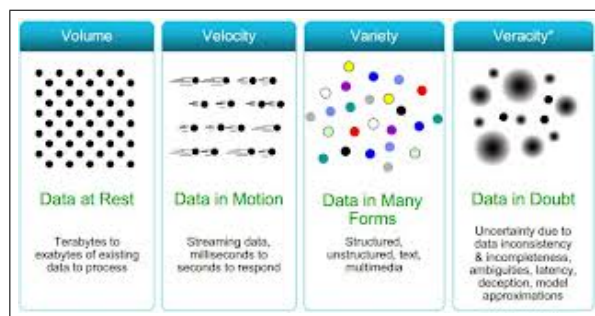 Volume
Velocity
Variety
Veracity*
Data at Rest
Terabytes to
exabytes of existing
data to process
Data in Motion
Streaming data,
milliseconds to
seconds to respond
Data in Many
Forms
Structured,
unstructured, text,
multimedia
Data in Doubt
Uncertainty due to
data inconsistency
& incompleteness,
ambiguities, latency,
deception, model
approximations